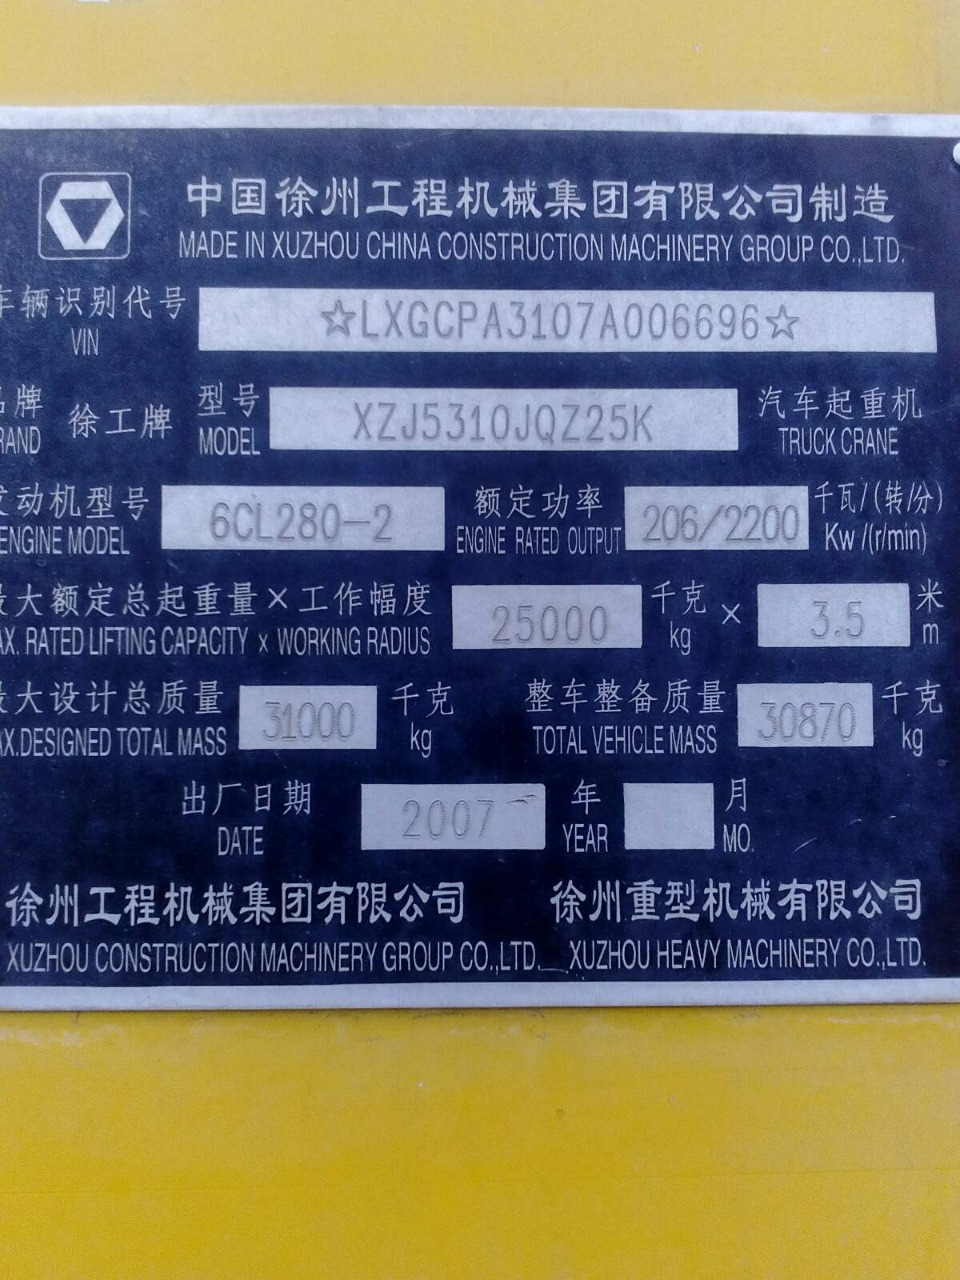 中国徐州工程机械集团有限公司制造
MADE IN XUZHOU CHINA CONSTRUCTION MACHINERY GROUP CO.,LTD.
车辆识别代号 ☆LXGCPA3107A006696☆
VIN
品牌 徐工牌 型号 XZJ5310JQZ25K 汽车起重机
RAND MODEL TRUCK CRANE
发动机型号 6CL280-2 额定功率 206/2200 千瓦/(转/分)
ENGINE MODEL ENGINE RATED OUTPUT Kw/(r/min)
最大额定总起重量×工作幅度 25000 千克 × 3.5 米
AX. RATED LIFTING CAPACITY × WORKING RADIUS kg m
最大设计总质量 31000 千克 整车整备质量 30870 千克
AX.DESIGNED TOTAL MASS kg TOTAL VEHICLE MASS kg
出厂日期 2007 年 月
DATE YEAR MO.
徐州工程机械集团有限公司 徐州重型机械有限公司
XUZHOU CONSTRUCTION MACHINERY GROUP CO.,LTD. XUZHOU HEAVY MACHINERY CO.,LTD.